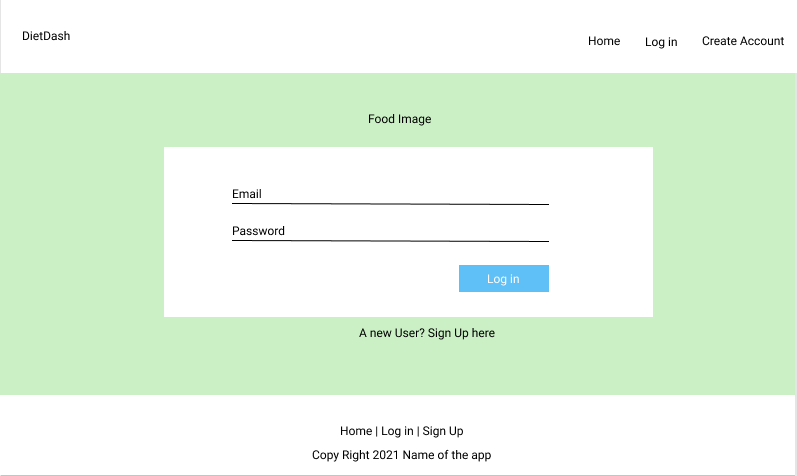 DietDash
Home Log in Create Account
Food Image
Email
Password
Log in
A new User? Sign Up here
Home | Log in | Sign Up
Copy Right 2021 Name of the app